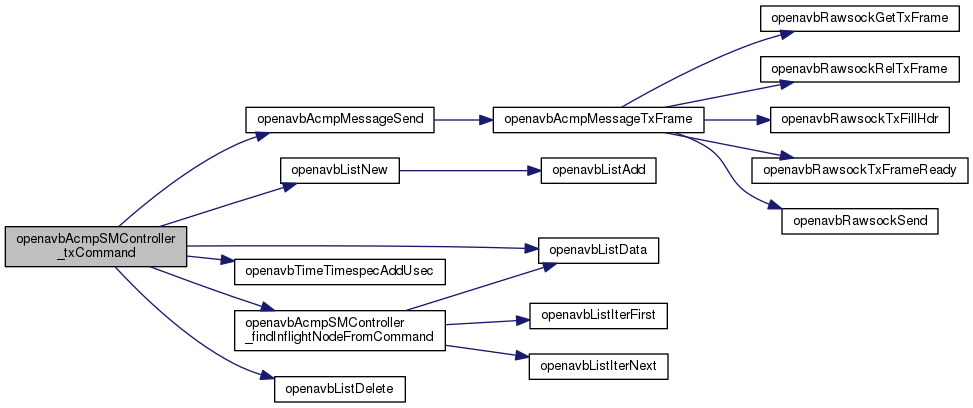 openavbRawsockGetTxFrame
openavbRawsockRelTxFrame
openavbAcmpMessageSend
openavbAcmpMessageTxFrame
openavbRawsockTxFillHdr
openavbListNew
openavbListAdd
openavbRawsockTxFrameReady
openavbRawsockSend
openavbAcmpSMController
_txCommand
openavbListData
openavbTimeTimespecAddUsec
openavbAcmpSMController
_findInflightNodeFromCommand
openavbListIterFirst
openavbListIterNext
openavbListDelete